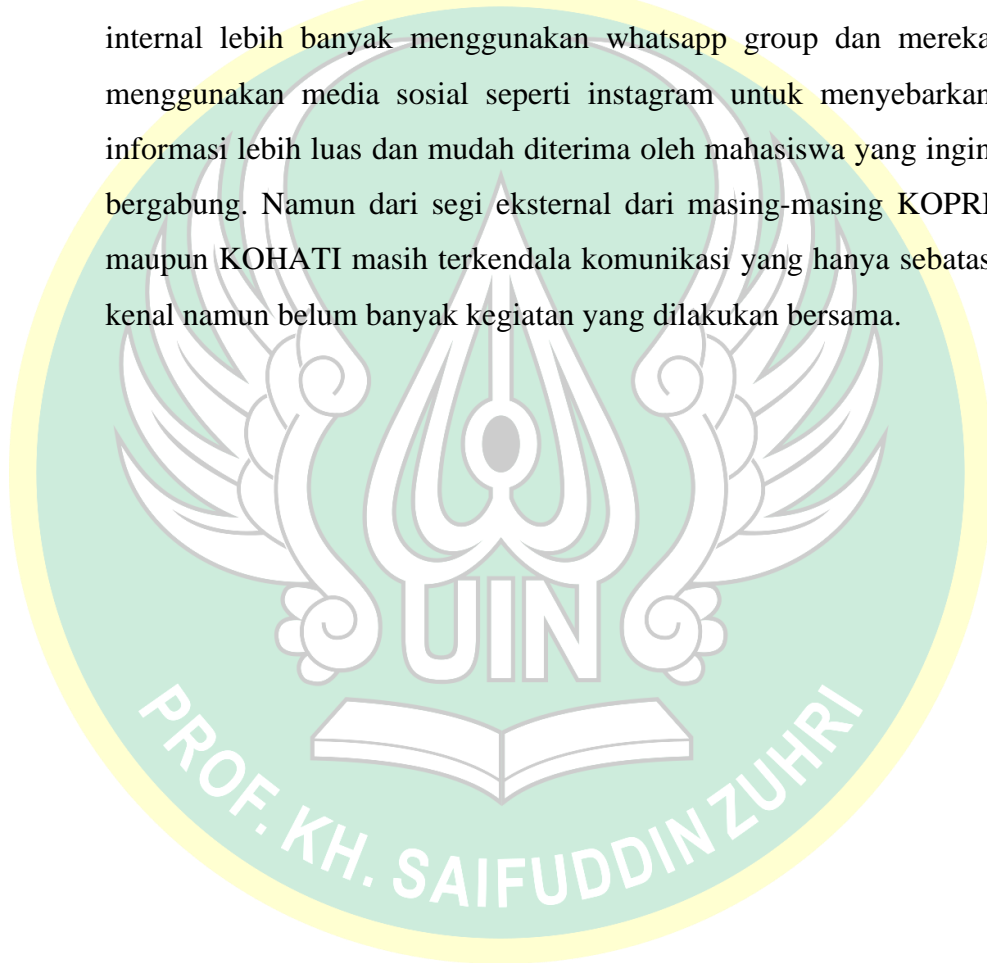 internal lebih banyak menggunakan whatsapp group dan mereka
menggunakan media sosial seperti instagram untuk menyebarkan
informasi lebih luas dan mudah diterima oleh mahasiswa yang ingin
bergabung. Namun dari segi eksternal dari masing-masing KOPRI
maupun KOHATI masih terkendala komunikasi yang hanya sebatas
kenal namun belum banyak kegiatan yang dilakukan bersama.
UIN
PROF. KH. SAIFUDDIN ZUHRI